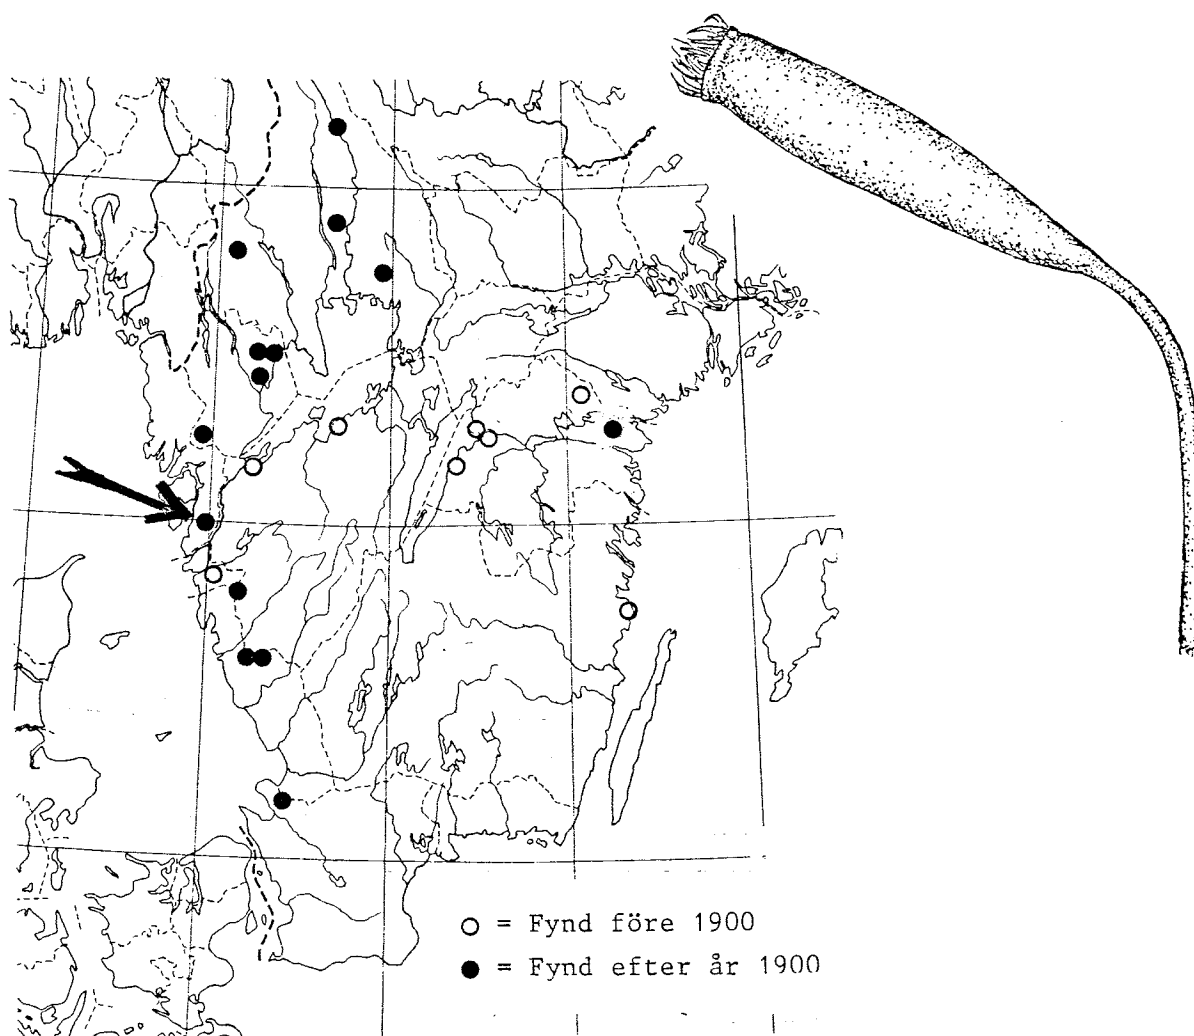 O = Fynd före 1900
● = Fynd efter år 1900